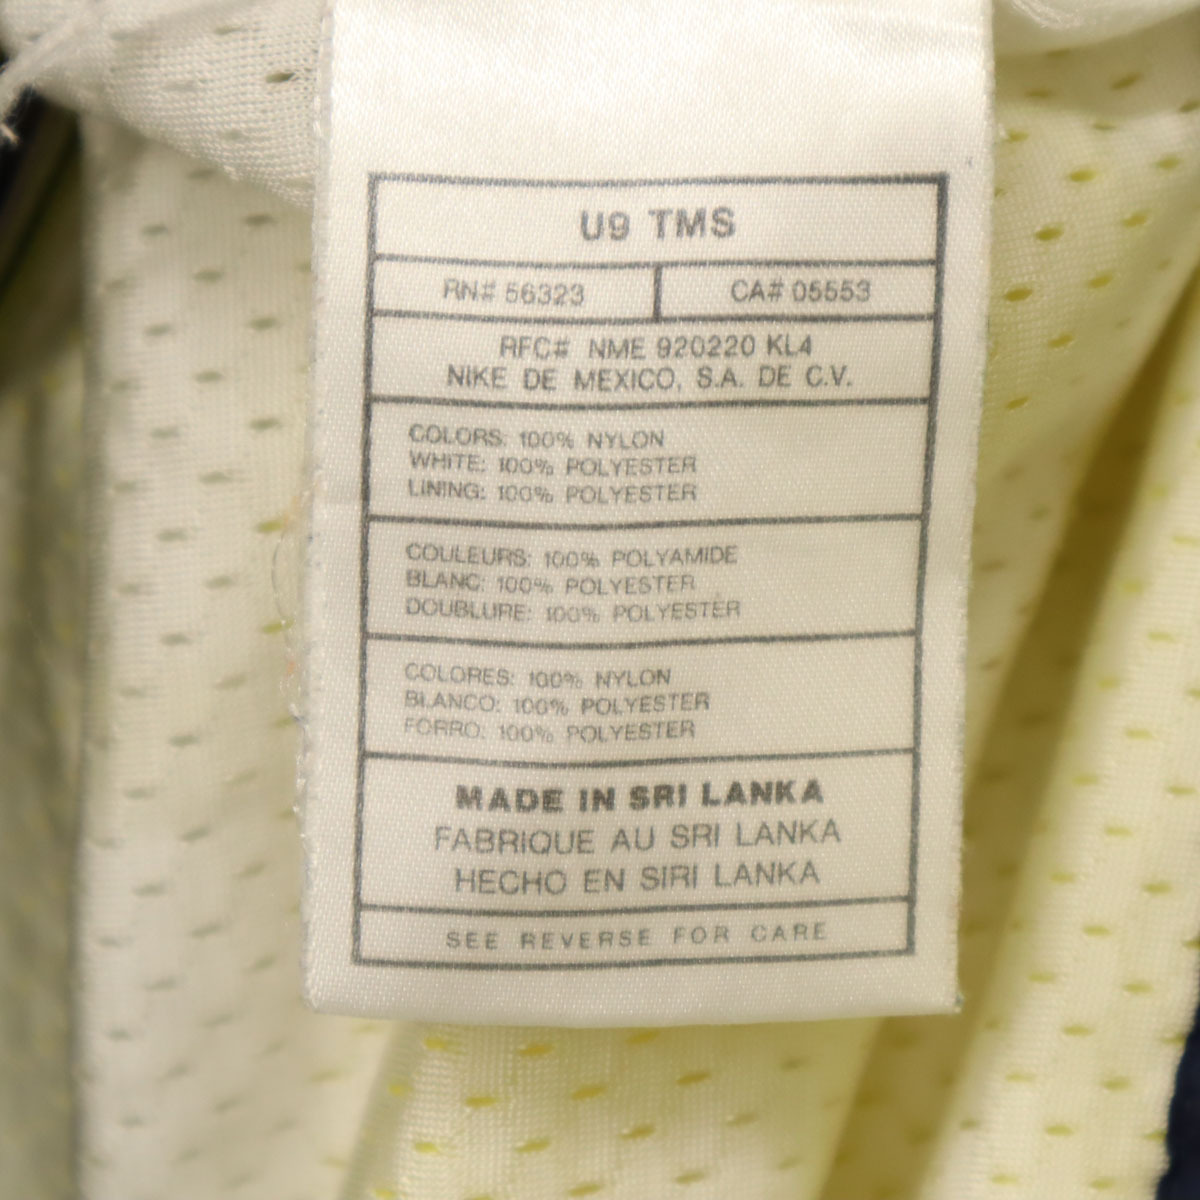 U9 TMS
RN# 56323 CA# 05553
RFC# NME 920220 KL4
NIKE DE MEXICO, S.A. DE C.V.
COLORS: 100% NYLON
WHITE: 100% POLYESTER
LINING: 100% POLYESTER
COULEURS: 100% POLYAMIDE
BLANC: 100% POLYESTER
DOUBLURE: 100% POLYESTER
COLORES: 100% NYLON
BLANCO: 100% POLYESTER
FORRO: 100% POLYESTER
MADE IN SRI LANKA
FABRIQUE AU SRI LANKA
HECHO EN SIRI LANKA
SEE REVERSE FOR CARE